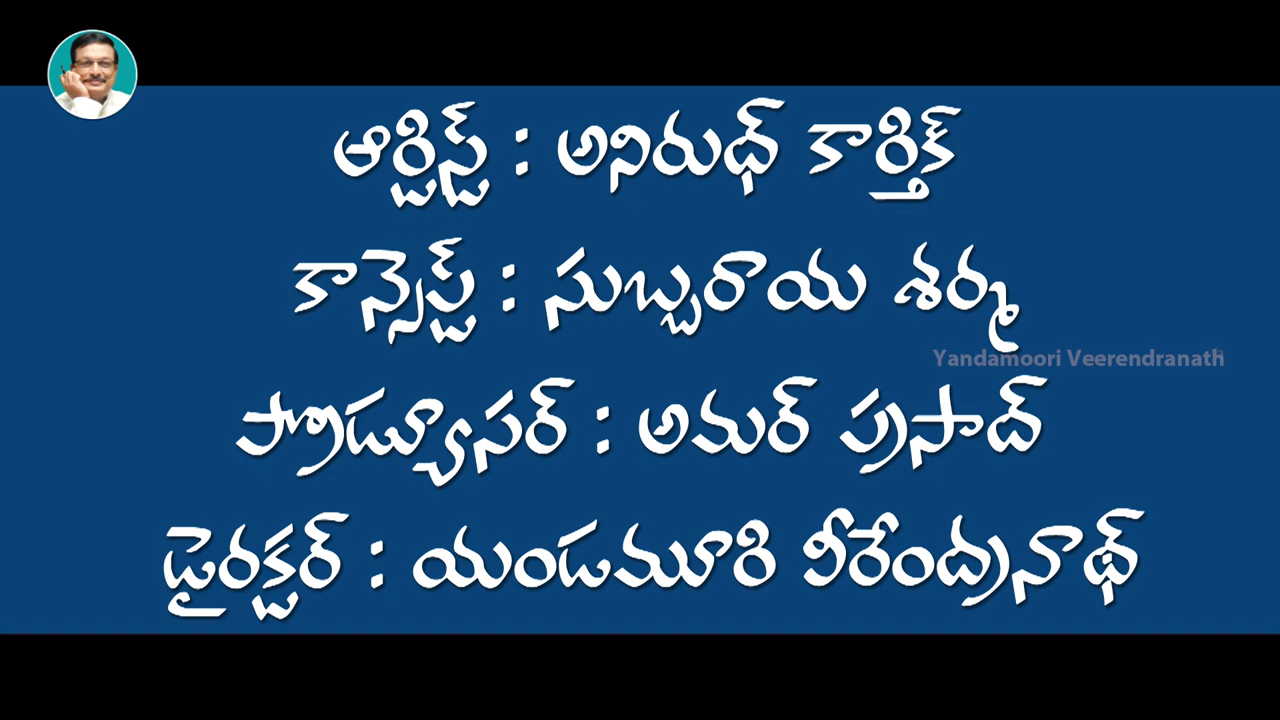 ఆర్టిస్ట్ : అనిరుధ్ కార్తిక్
కాన్సెప్ట్ : సుబ్బరాయ శర్మ
Yandamoori Veerendranath
ప్రొడ్యూసర్ : అమర్ ప్రసాద్
డైరక్టర్ : యండమూరి వీరేంద్రనాథ్